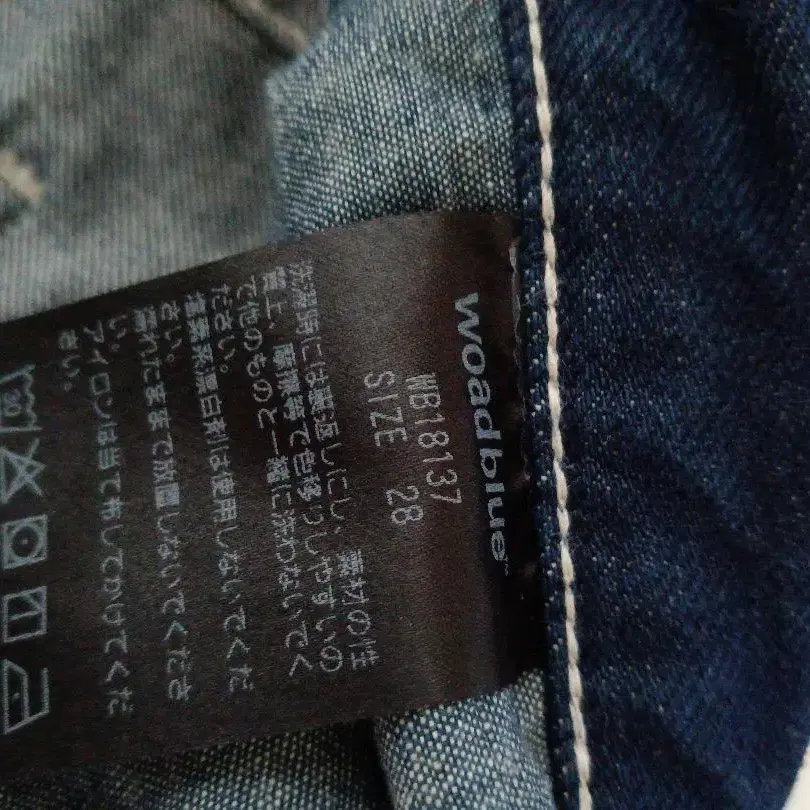 woadblue™
WB18137
SIZE 28
洗濯時には裏返しにし、素材の性
質上、摩擦等で色移りしやすいの
で他のものと一緒に洗わないでく
ださい。
塩素系漂白剤は使用しないでくだ
さい。
濡れたままで放置しないでくださ
い。
アイロンは当て布してかけてくだ
さい。
30